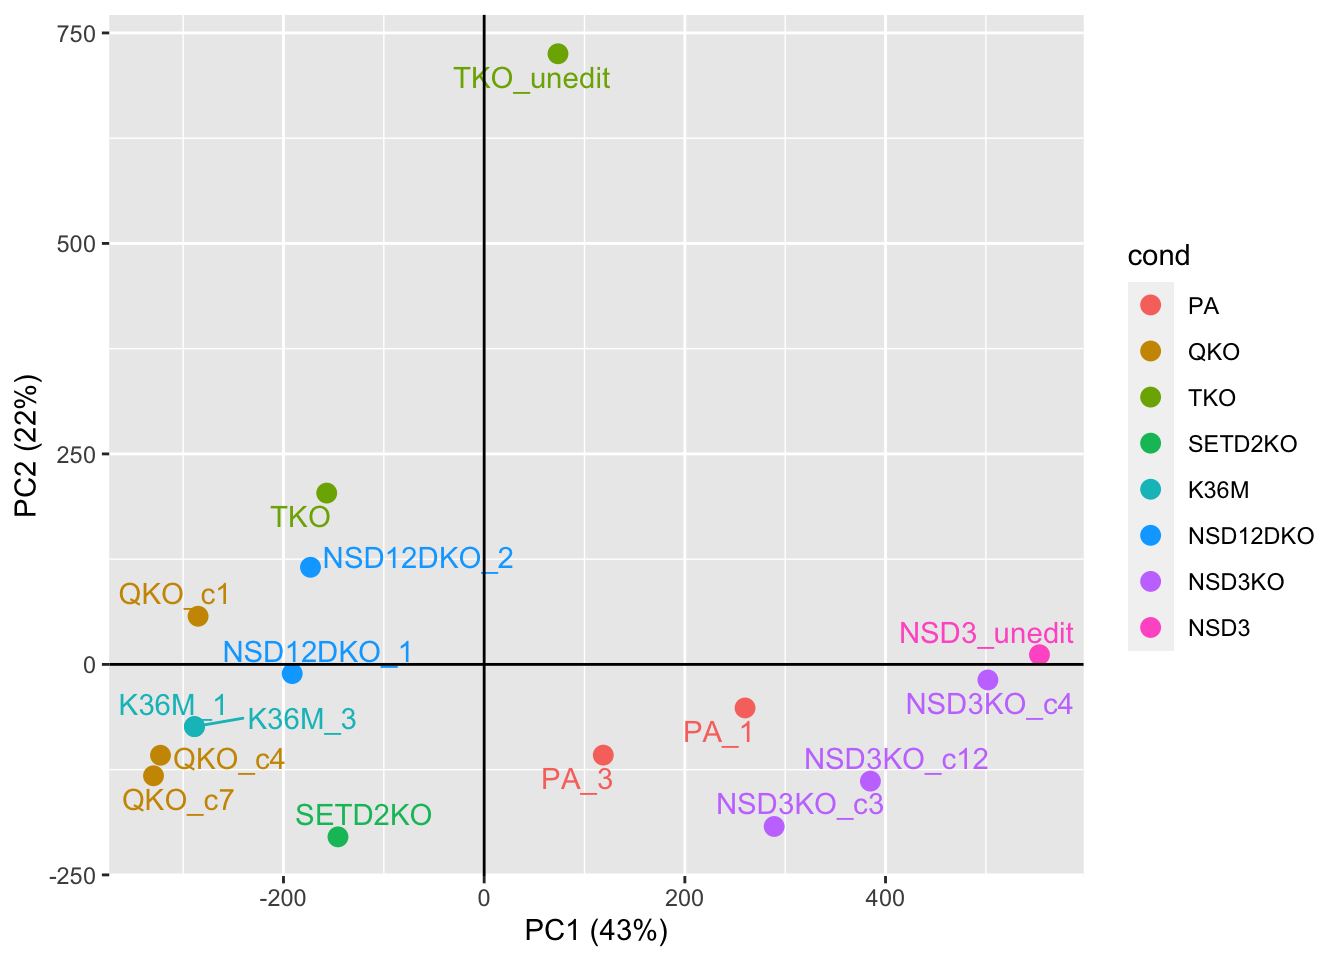 750
TKO_unedit
500
cond
PA
QKO
TKO
SETD2KO
K36M
NSD12DKO
NSD3KO
NSD3
PC2 (22%)
250
TKO
NSD12DKO_2
QKO_c1
NSD3_unedit
NSD12DKO_1
0
K36M_1
K36M_3
NSD3KO_c4
PA_1
QKO_c4
NSD3KO_c12
PA_3
QKO_c7
NSD3KO_c3
SETD2KO
-250
-200
0
200
400
PC1 (43%)